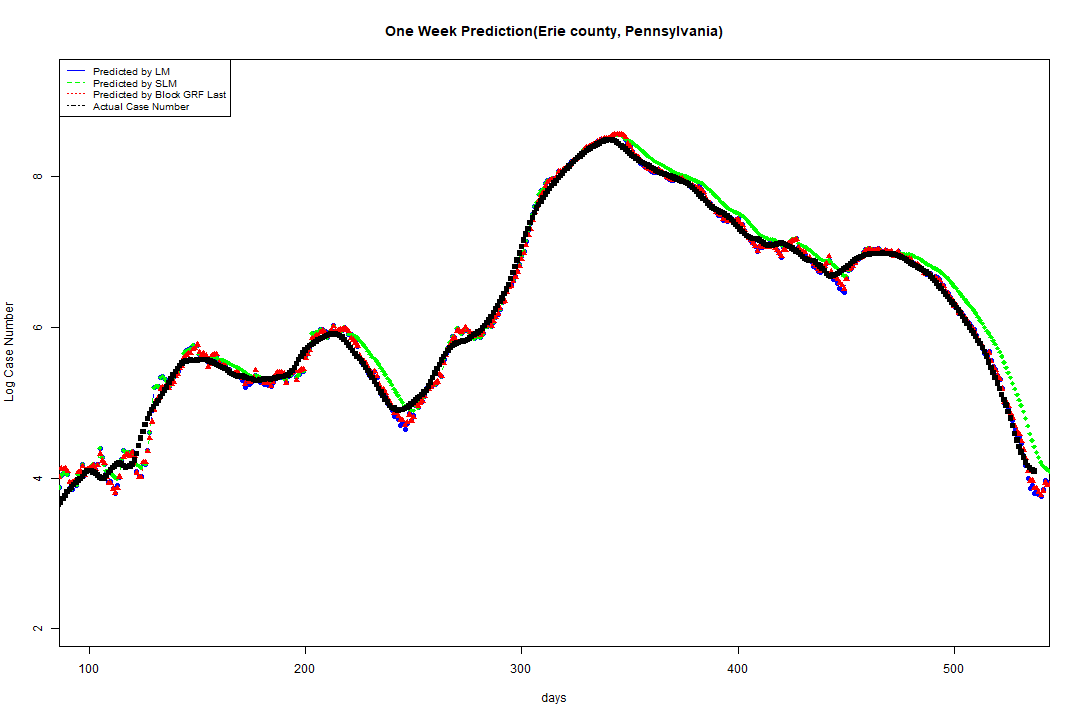 One Week Prediction(Erie county, Pennsylvania)
Predicted by LM
Predicted by SLM
Predicted by Block GRF Last
Actual Case Number
Log Case Number
8
6
4
2
100 200 300 400 500
days